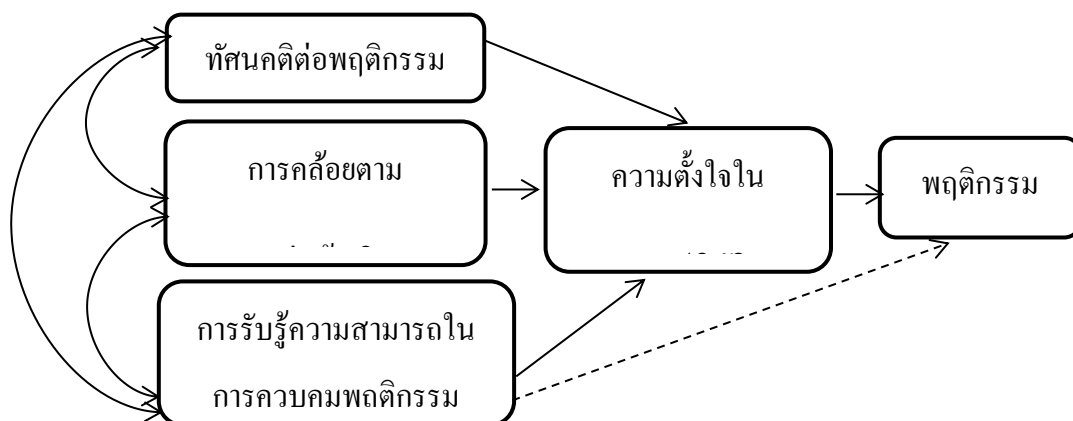 ทัศนคติต่อพฤติกรรม
การคล้อยตาม
ความตั้งใจใน
พฤติกรรม
การรับรู้ความสามารถใน
การควบคุมพฤติกรรม